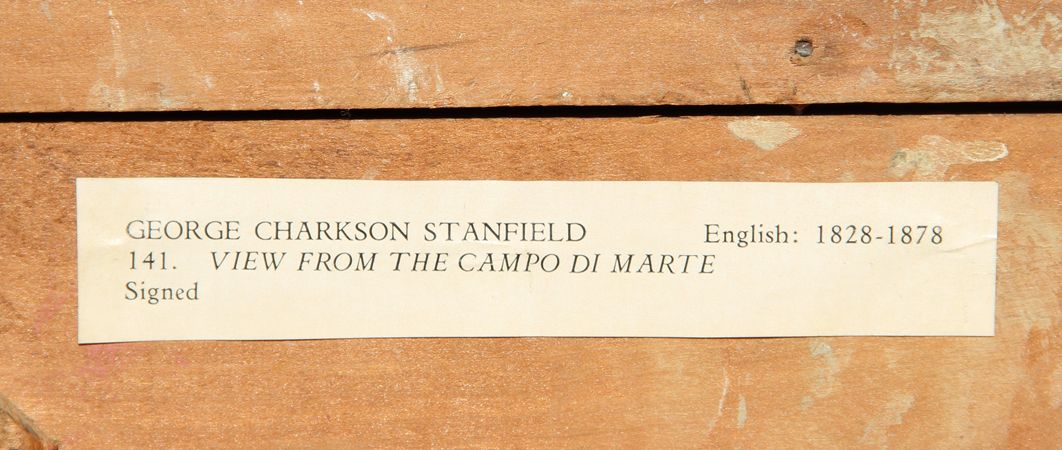 GEORGE CHARKSON STANFIELD English: 1828-1878
141. VIEW FROM THE CAMPO DI MARTE
Signed